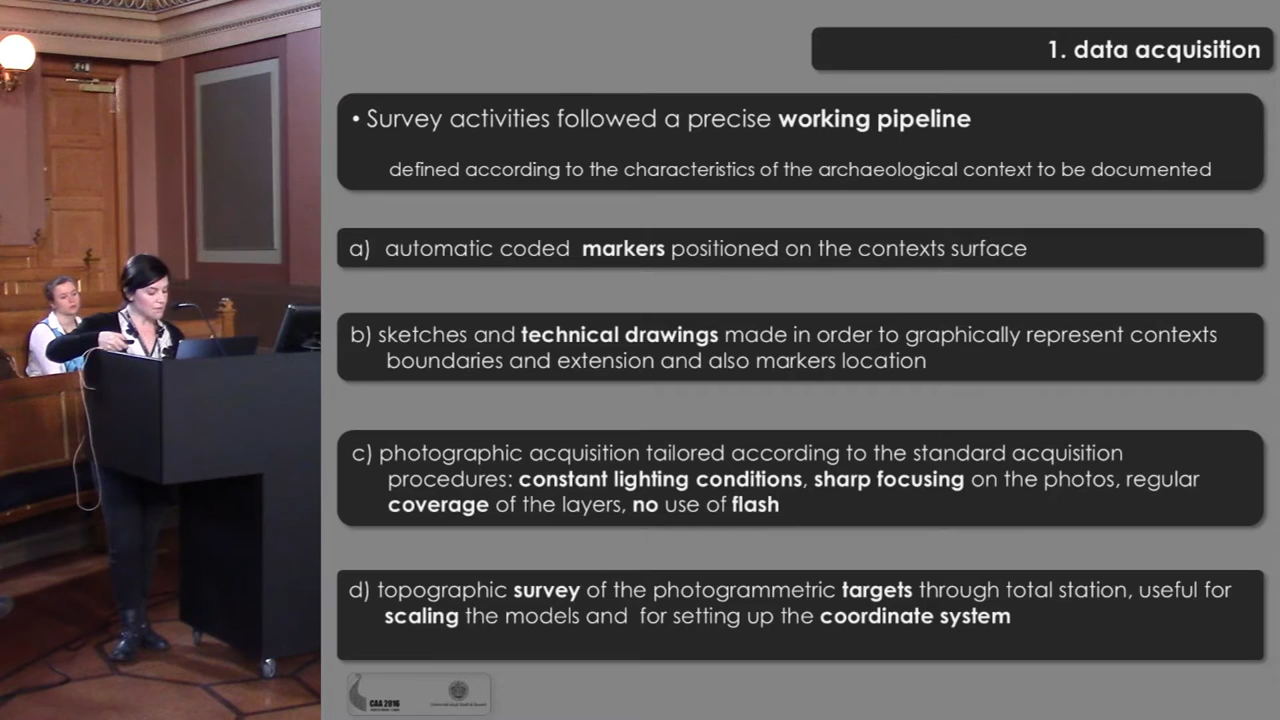 1. data acquisition
• Survey activities followed a precise working pipeline
defined according to the characteristics of the archaeological context to be documented
a) automatic coded markers positioned on the contexts surface
b) sketches and technical drawings made in order to graphically represent contexts
boundaries and extension and also markers location
c) photographic acquisition tailored according to the standard acquisition
procedures: constant lighting conditions, sharp focusing on the photos, regular
coverage of the layers, no use of flash
d) topographic survey of the photogrammetric targets through total station, useful for
scaling the models and for setting up the coordinate system
CAA 2016